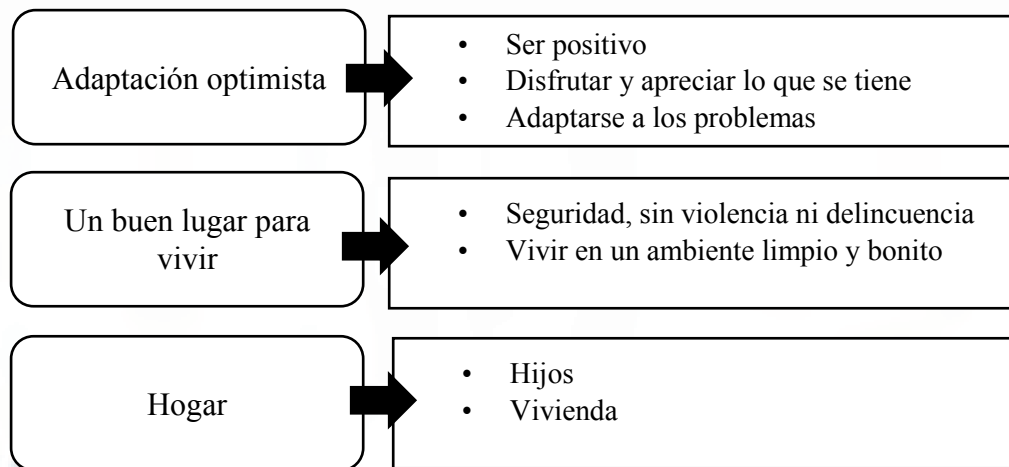 Adaptación optimista
• Ser positivo
• Disfrutar y apreciar lo que se tiene
• Adaptarse a los problemas
Un buen lugar para
vivir
• Seguridad, sin violencia ni delincuencia
• Vivir en un ambiente limpio y bonito
Hogar
• Hijos
• Vivienda